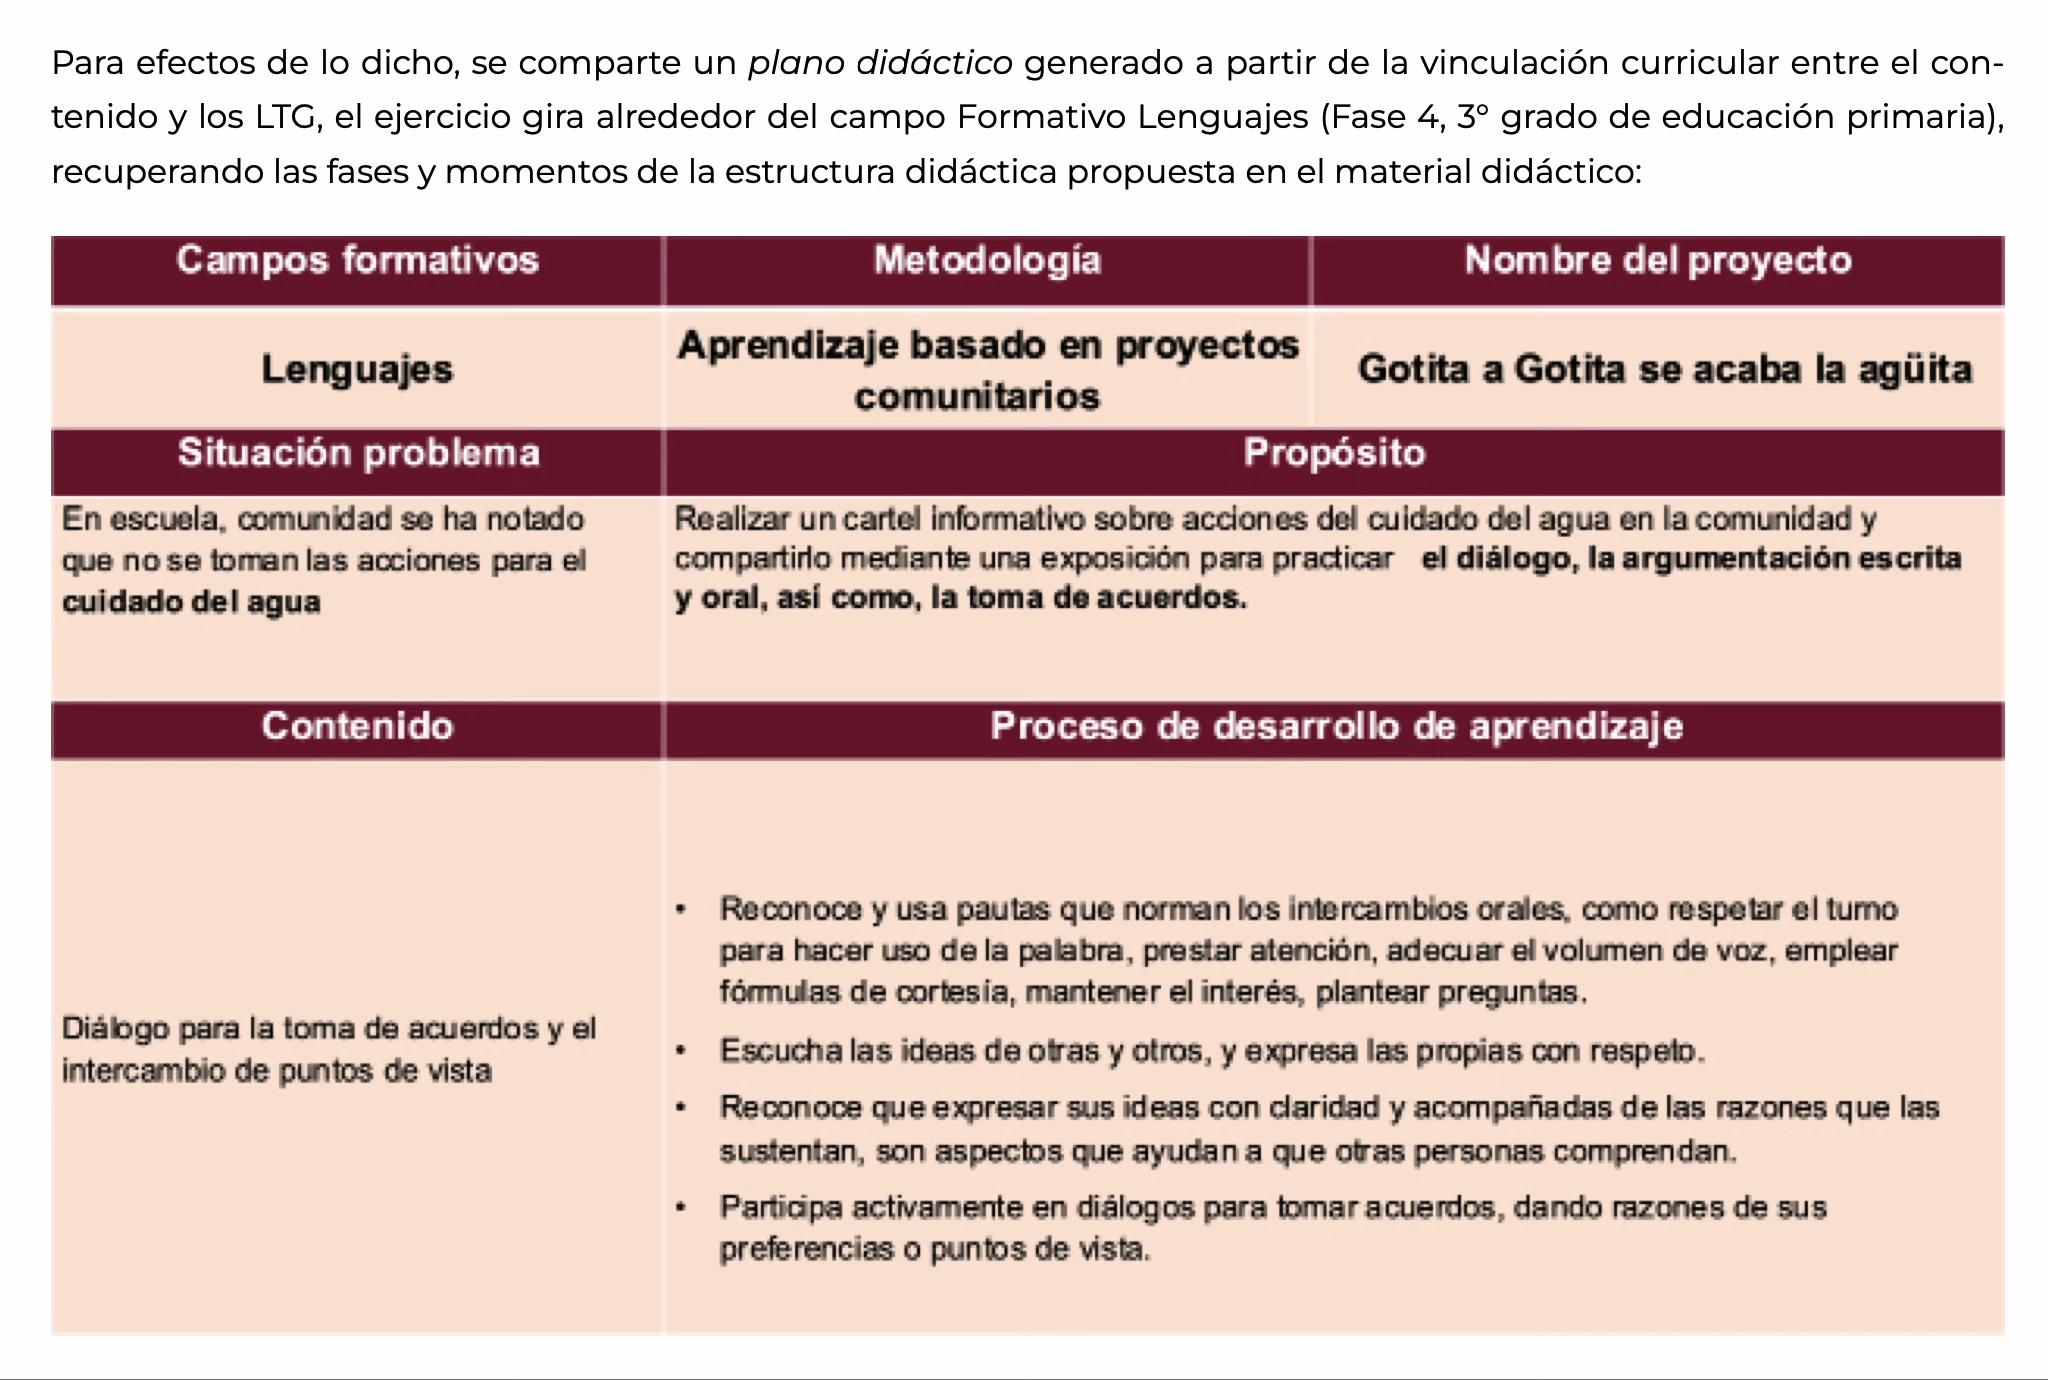 Para efectos de lo dicho, se comparte un plano didáctico generado a partir de la vinculación curricular entre el con-
tenido y los LTG, el ejercicio gira alrededor del campo Formativo Lenguajes (Fase 4, 3° grado de educación primaria),
recuperando las fases y momentos de la estructura didáctica propuesta en el material didáctico:
Campos formativos
Metodología
Nombre del proyecto
Lenguajes
Aprendizaje basado en proyectos
comunitarios
Gotita a Gotita se acaba la agüita
Situación problema
Propósito
En escuela, comunidad se ha notado
que no se toman las acciones para el
cuidado del agua
Realizar un cartel informativo sobre acciones del cuidado del agua en la comunidad y
compartirlo mediante una exposición para practicar el diálogo, la argumentación escrita
y oral, así como, la toma de acuerdos.
Contenido
Proceso de desarrollo de aprendizaje
Diálogo para la toma de acuerdos y el
intercambio de puntos de vista
• Reconoce y usa pautas que norman los intercambios orales, como respetar el turno
para hacer uso de la palabra, prestar atención, adecuar el volumen de voz, emplear
fórmulas de cortesía, mantener el interés, plantear preguntas.
• Escucha las ideas de otras y otros, y expresa las propias con respeto.
• Reconoce que expresar sus ideas con claridad y acompañadas de las razones que las
sustentan, son aspectos que ayudan a que otras personas comprendan.
• Participa activamente en diálogos para tomar acuerdos, dando razones de sus
preferencias o puntos de vista.